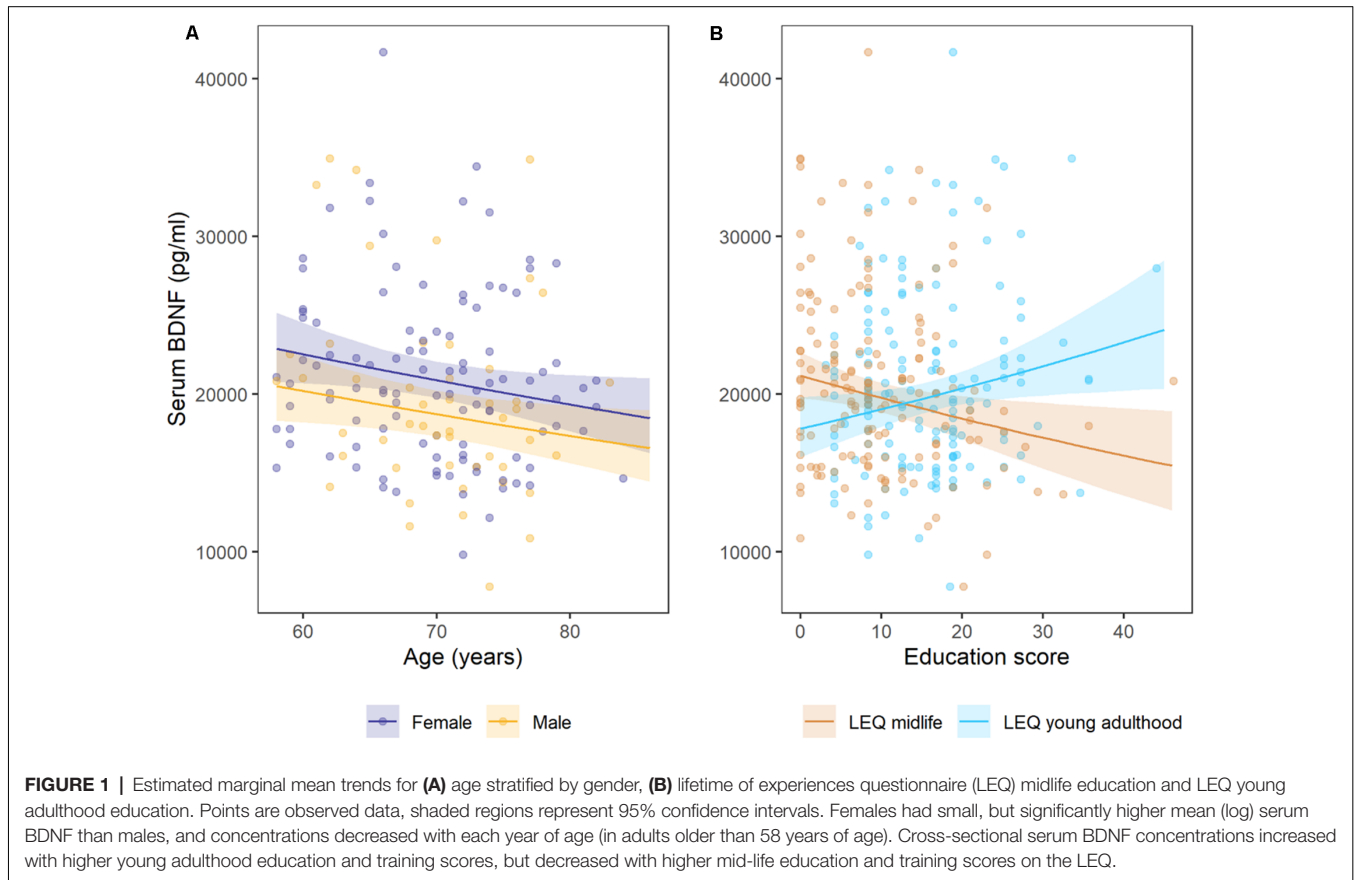 A
B
Serum BDNF (pg/ml)
40000
30000
20000
10000
60
70
80
Age (years)
Female
Male
40000
30000
20000
10000
0
10
20
30
40
Education score
LEQ midlife
LEQ young adulthood
FIGURE 1 | Estimated marginal mean trends for (A) age stratified by gender, (B) lifetime of experiences questionnaire (LEQ) midlife education and LEQ young
adulthood education. Points are observed data, shaded regions represent 95% confidence intervals. Females had small, but significantly higher mean (log) serum
BDNF than males, and concentrations decreased with each year of age (in adults older than 58 years of age). Cross-sectional serum BDNF concentrations increased
with higher young adulthood education and training scores, but decreased with higher mid-life education and training scores on the LEQ.